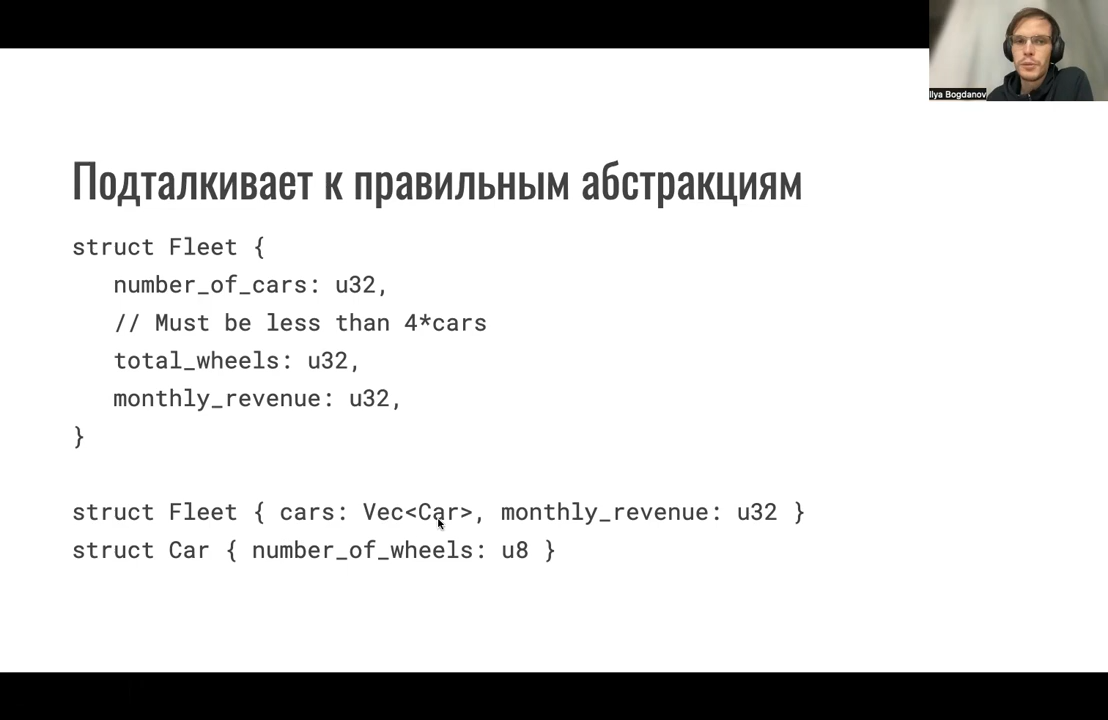 Ilya Bogdanov
Подталкивает к правильным абстракциям
struct Fleet {
number_of_cars: u32,
// Must be less than 4*cars
total_wheels: u32,
monthly_revenue: u32,
}
struct Fleet { cars: Vec<Car>, monthly_revenue: u32 }
struct Car { number_of_wheels: u8 }